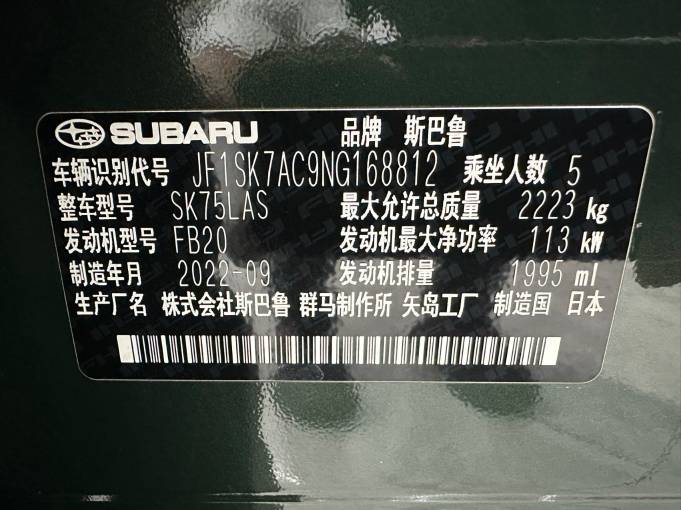 SUBARU 品牌 斯巴鲁
车辆识别代号 JF1SK7AC9NG168812 乘坐人数 5
整车型号 SK75LAS 最大允许总质量 2223 kg
发动机型号 FB20 发动机最大净功率 113 kW
制造年月 2022-09 发动机排量 1995 ml
生产厂名 株式会社斯巴鲁 群马制作所 矢岛工厂 制造国 日本